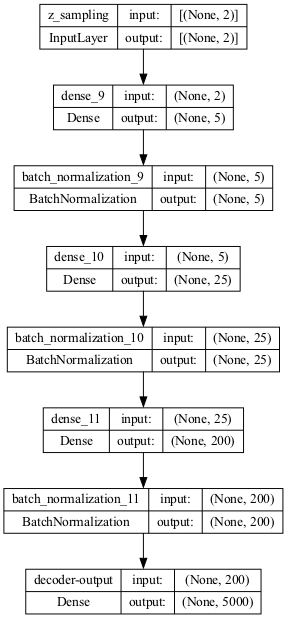 z_sampling input: [(None, 2)]
InputLayer output: [(None, 2)]
dense_9 input: (None, 2)
Dense output: (None, 5)
batch_normalization_9 input: (None, 5)
BatchNormalization output: (None, 5)
dense_10 input: (None, 5)
Dense output: (None, 25)
batch_normalization_10 input: (None, 25)
BatchNormalization output: (None, 25)
dense_11 input: (None, 25)
Dense output: (None, 200)
batch_normalization_11 input: (None, 200)
BatchNormalization output: (None, 200)
decoder-output input: (None, 200)
Dense output: (None, 5000)